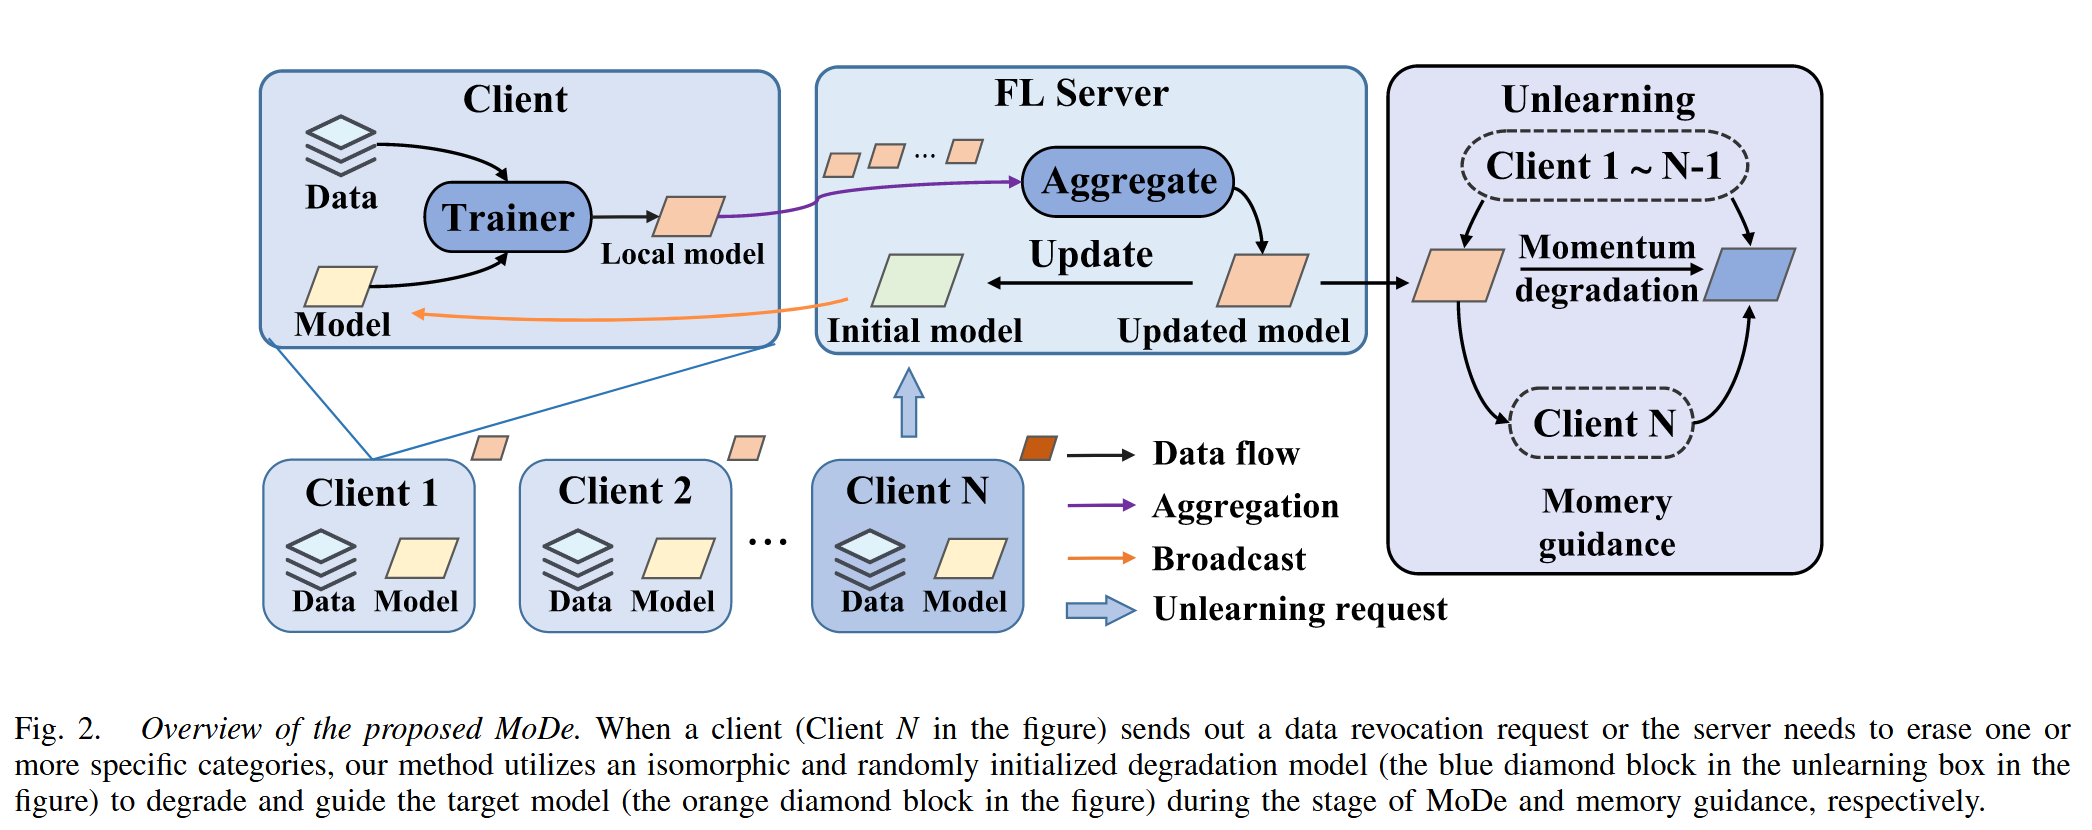 Client
Data
Trainer
Local model
Model
FL Server
...
Aggregate
Update
Initial model
Updated model
Unlearning
Client 1 ~ N-1
Momentum
degradation
Client N
Momery
guidance
Client 1
Data Model
Client 2
Data Model
...
Client N
Data Model
Data flow
Aggregation
Broadcast
Unlearning request
Fig. 2. Overview of the proposed MoDe. When a client (Client N in the figure) sends out a data revocation request or the server needs to erase one or
more specific categories, our method utilizes an isomorphic and randomly initialized degradation model (the blue diamond block in the unlearning box in the
figure) to degrade and guide the target model (the orange diamond block in the figure) during the stage of MoDe and memory guidance, respectively.